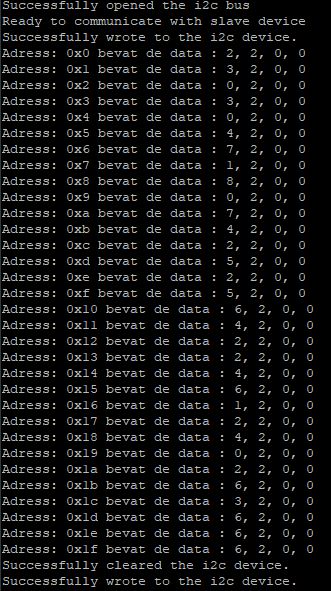 Successfully opened the i2c bus
Ready to communicate with slave device
Successfully wrote to the i2c device.
Adress: 0x0 bevat de data : 2, 2, 0, 0
Adress: 0x1 bevat de data : 3, 2, 0, 0
Adress: 0x2 bevat de data : 0, 2, 0, 0
Adress: 0x3 bevat de data : 3, 2, 0, 0
Adress: 0x4 bevat de data : 0, 2, 0, 0
Adress: 0x5 bevat de data : 4, 2, 0, 0
Adress: 0x6 bevat de data : 7, 2, 0, 0
Adress: 0x7 bevat de data : 1, 2, 0, 0
Adress: 0x8 bevat de data : 8, 2, 0, 0
Adress: 0x9 bevat de data : 0, 2, 0, 0
Adress: 0xa bevat de data : 7, 2, 0, 0
Adress: 0xb bevat de data : 4, 2, 0, 0
Adress: 0xc bevat de data : 2, 2, 0, 0
Adress: 0xd bevat de data : 5, 2, 0, 0
Adress: 0xe bevat de data : 2, 2, 0, 0
Adress: 0xf bevat de data : 5, 2, 0, 0
Adress: 0x10 bevat de data : 6, 2, 0, 0
Adress: 0x11 bevat de data : 4, 2, 0, 0
Adress: 0x12 bevat de data : 2, 2, 0, 0
Adress: 0x13 bevat de data : 2, 2, 0, 0
Adress: 0x14 bevat de data : 4, 2, 0, 0
Adress: 0x15 bevat de data : 6, 2, 0, 0
Adress: 0x16 bevat de data : 1, 2, 0, 0
Adress: 0x17 bevat de data : 2, 2, 0, 0
Adress: 0x18 bevat de data : 4, 2, 0, 0
Adress: 0x19 bevat de data : 0, 2, 0, 0
Adress: 0x1a bevat de data : 2, 2, 0, 0
Adress: 0x1b bevat de data : 6, 2, 0, 0
Adress: 0x1c bevat de data : 3, 2, 0, 0
Adress: 0x1d bevat de data : 6, 2, 0, 0
Adress: 0x1e bevat de data : 6, 2, 0, 0
Adress: 0x1f bevat de data : 6, 2, 0, 0
Successfully cleared the i2c device.
Successfully wrote to the i2c device.